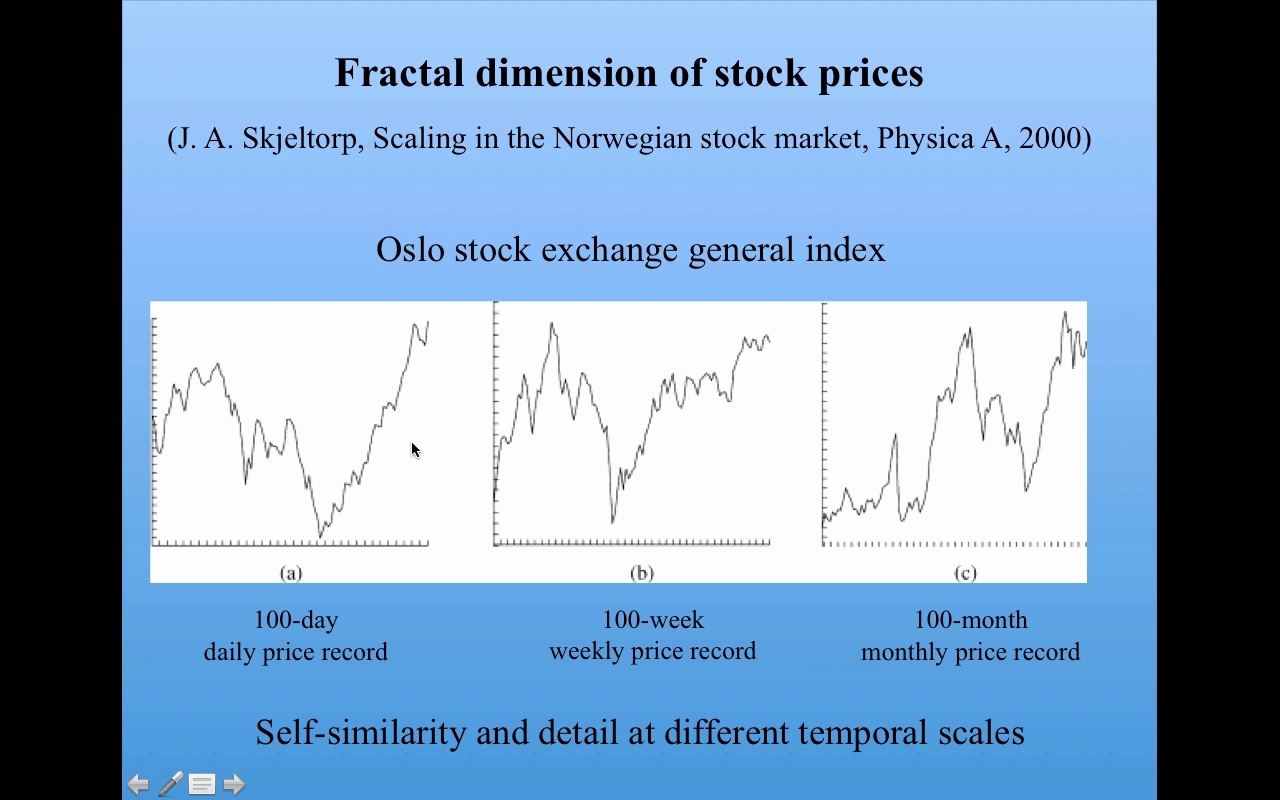 Fractal dimension of stock prices
(J. A. Skjeltorp, Scaling in the Norwegian stock market, Physica A, 2000)
Oslo stock exchange general index
(a) (b) (c)
100-day 100-week 100-month
daily price record weekly price record monthly price record
Self-similarity and detail at different temporal scales